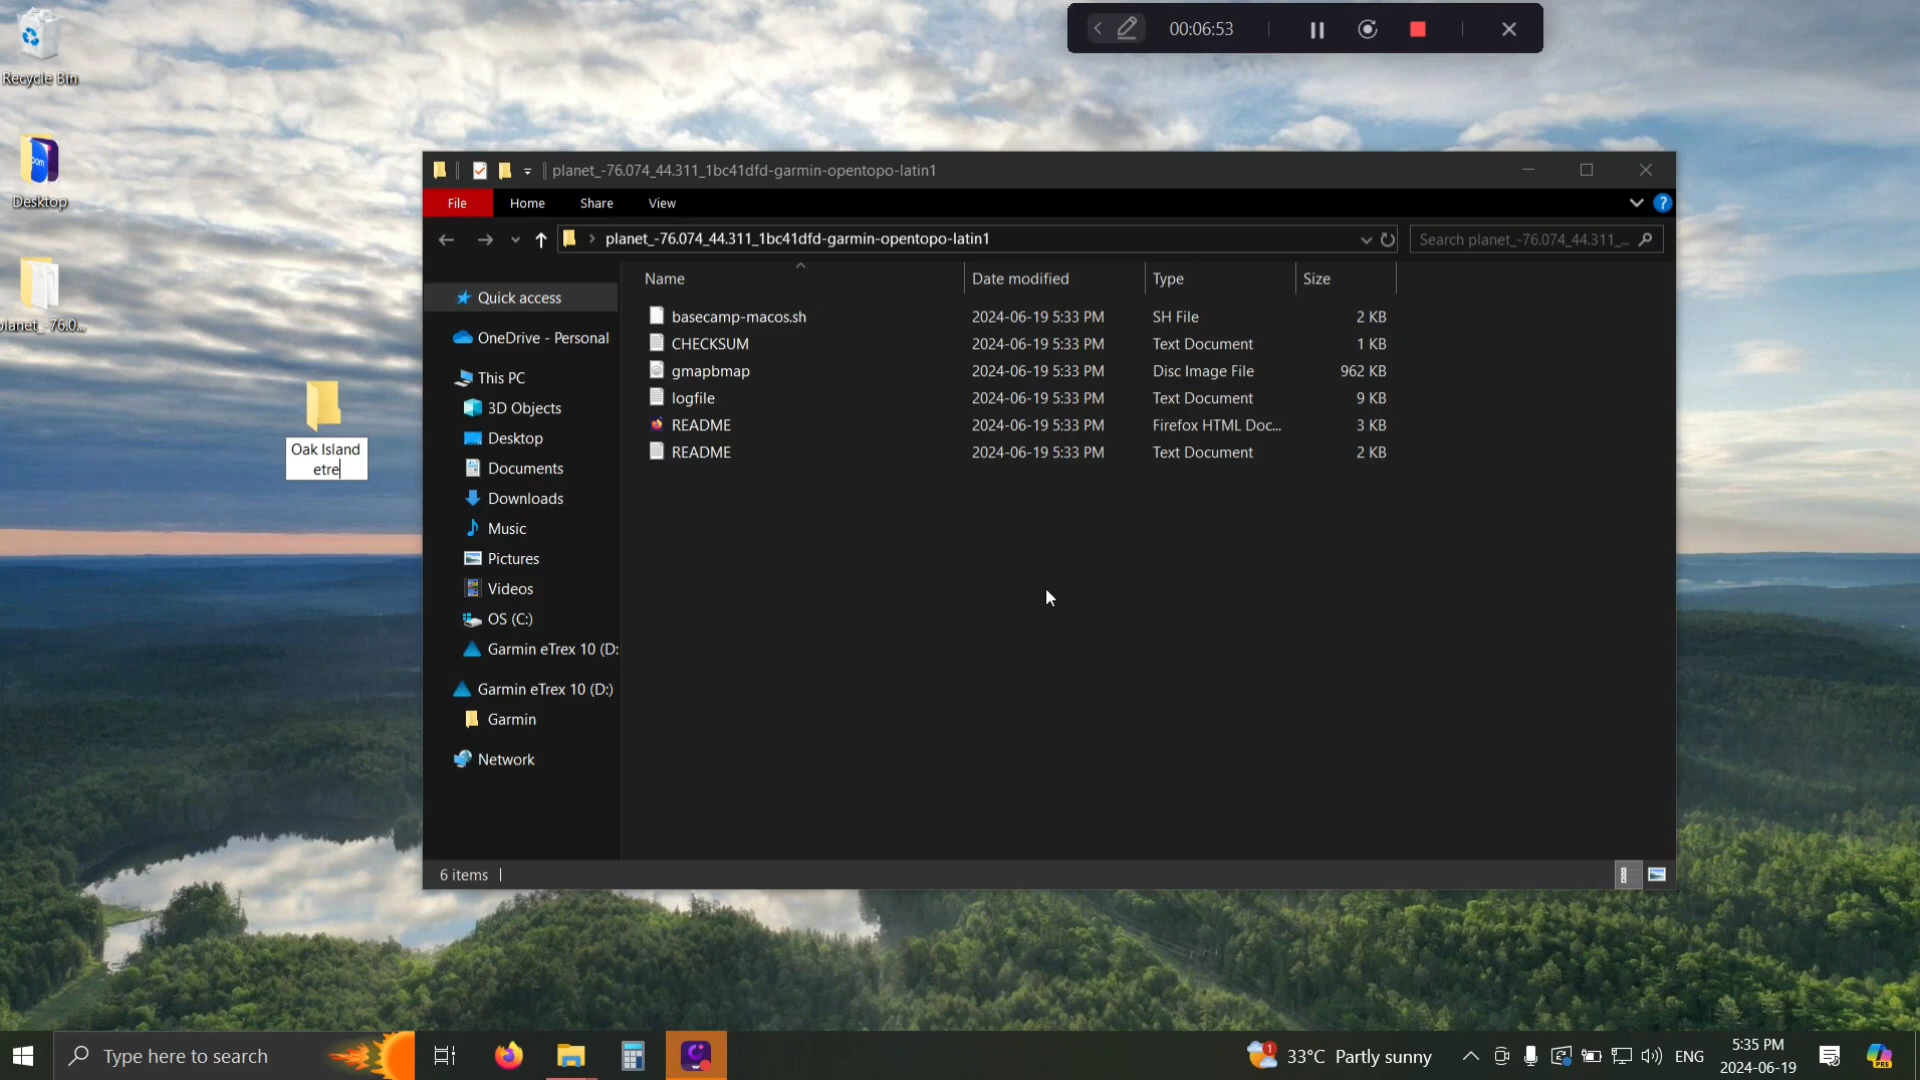 00:06:53
Recycle Bin
Desktop
planet_-76.0...
Oak Island
etre
planet_-76.074_44.311_1bc41dfd-garmin-opentopo-latin1
File Home Share View
planet_-76.074_44.311_1bc41dfd-garmin-opentopo-latin1
Search planet_-76.074_44.311_...
Name Date modified Type Size
basecamp-macos.sh 2024-06-19 5:33 PM SH File 2 KB
CHECKSUM 2024-06-19 5:33 PM Text Document 1 KB
gmapbmap 2024-06-19 5:33 PM Disc Image File 962 KB
logfile 2024-06-19 5:33 PM Text Document 9 KB
README 2024-06-19 5:33 PM Firefox HTML Doc... 3 KB
README 2024-06-19 5:33 PM Text Document 2 KB
Quick access
OneDrive - Personal
This PC
3D Objects
Desktop
Documents
Downloads
Music
Pictures
Videos
OS (C:)
Garmin eTrex 10 (D:
Garmin eTrex 10 (D:)
Garmin
Network
6 items
Type here to search
1
33°C Partly sunny
ENG
5:35 PM
2024-06-19
PRE